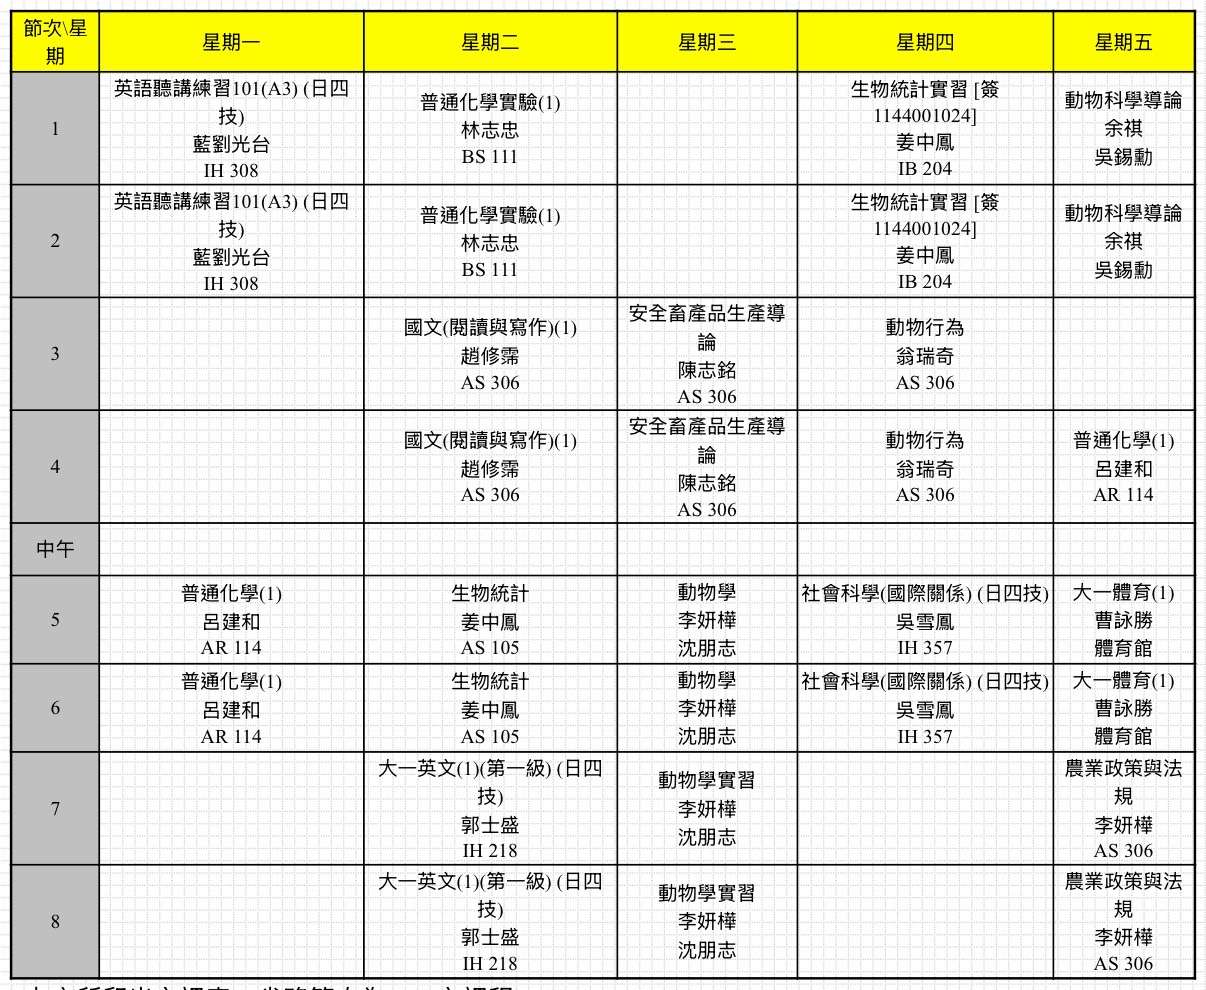 節次\星期
星期一
星期二
星期三
星期四
星期五
1
英語聽講練習101(A3) (日四
技)
藍劉光台
IH 308
普通化學實驗(1)
林志忠
BS 111
生物統計實習 [簽
1144001024]
姜中鳳
IB 204
動物科學導論
余祺
吳錫勳
2
英語聽講練習101(A3) (日四
技)
藍劉光台
IH 308
普通化學實驗(1)
林志忠
BS 111
生物統計實習 [簽
1144001024]
姜中鳳
IB 204
動物科學導論
余祺
吳錫勳
3
國文(閱讀與寫作)(1)
趙修霈
AS 306
安全畜產品生產導
論
陳志銘
AS 306
動物行為
翁瑞奇
AS 306
4
國文(閱讀與寫作)(1)
趙修霈
AS 306
安全畜產品生產導
論
陳志銘
AS 306
動物行為
翁瑞奇
AS 306
普通化學(1)
呂建和
AR 114
中午
5
普通化學(1)
呂建和
AR 114
生物統計
姜中鳳
AS 105
動物學
李妍樺
沈朋志
社會科學(國際關係) (日四技)
吳雪鳳
IH 357
大一體育(1)
曹詠勝
體育館
6
普通化學(1)
呂建和
AR 114
生物統計
姜中鳳
AS 105
動物學
李妍樺
沈朋志
社會科學(國際關係) (日四技)
吳雪鳳
IH 357
大一體育(1)
曹詠勝
體育館
7
大一英文(1)(第一級) (日四
技)
郭士盛
IH 218
動物學實習
李妍樺
沈朋志
農業政策與法
規
李妍樺
AS 306
8
大一英文(1)(第一級) (日四
技)
郭士盛
IH 218
動物學實習
李妍樺
沈朋志
農業政策與法
規
李妍樺
AS 306